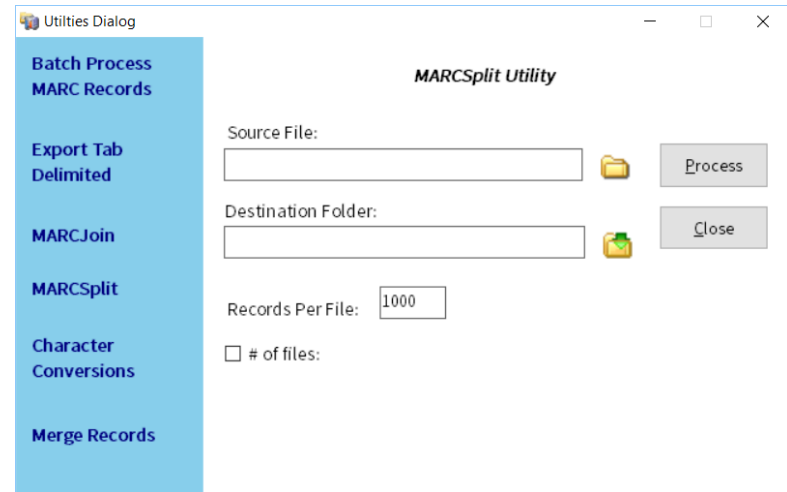 Utilties Dialog
Batch Process
MARC Records
Export Tab
Delimited
MARCJoin
MARCSplit
Character
Conversions
Merge Records
MARCSplit Utility
Source File:
Process
Destination Folder:
Close
Records Per File: 1000
# of files: